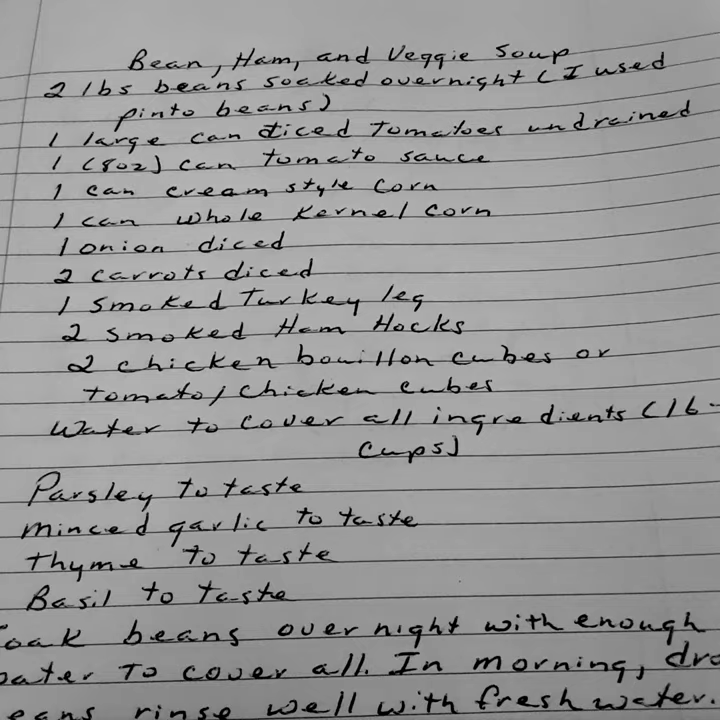 Bean, Ham, and Veggie Soup
2 lbs beans soaked overnight (I used
pinto beans)
1 large can diced Tomatoes undrained
1 (8oz) can tomato sauce
1 can cream style Corn
1 can whole Kernel Corn
1 onion diced
2 carrots diced
1 Smoked Turkey leg
2 Smoked Ham Hocks
2 chicken bouillon cubes or
tomato/chicken cubes
Water to cover all ingredients (16-
Cups)
Parsley to taste
minced garlic to taste
thyme to taste
Basil to taste
oak beans overnight with enough
ater to cover all. In morning, dra
eans rinse well with fresh water.